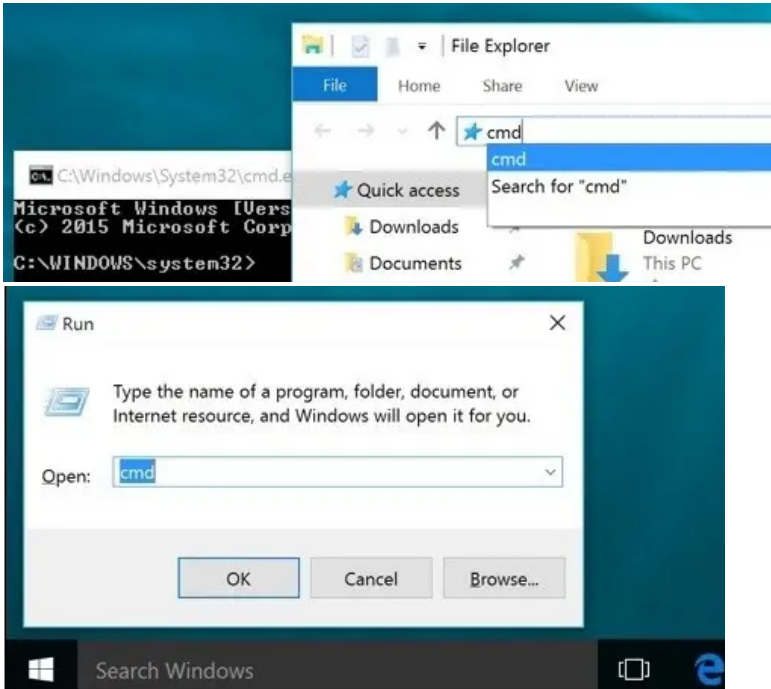 File Explorer
File Home Share View
cmd
cmd
Search for "cmd"
C:\Windows\System32\cmd.e
Microsoft Windows [Vers
(c) 2015 Microsoft Corp
C:\WINDOWS\system32>
Quick access
Downloads
Documents
Downloads
This PC
Run
Type the name of a program, folder, document, or
Internet resource, and Windows will open it for you.
Open: cmd
OK Cancel Browse...
Search Windows